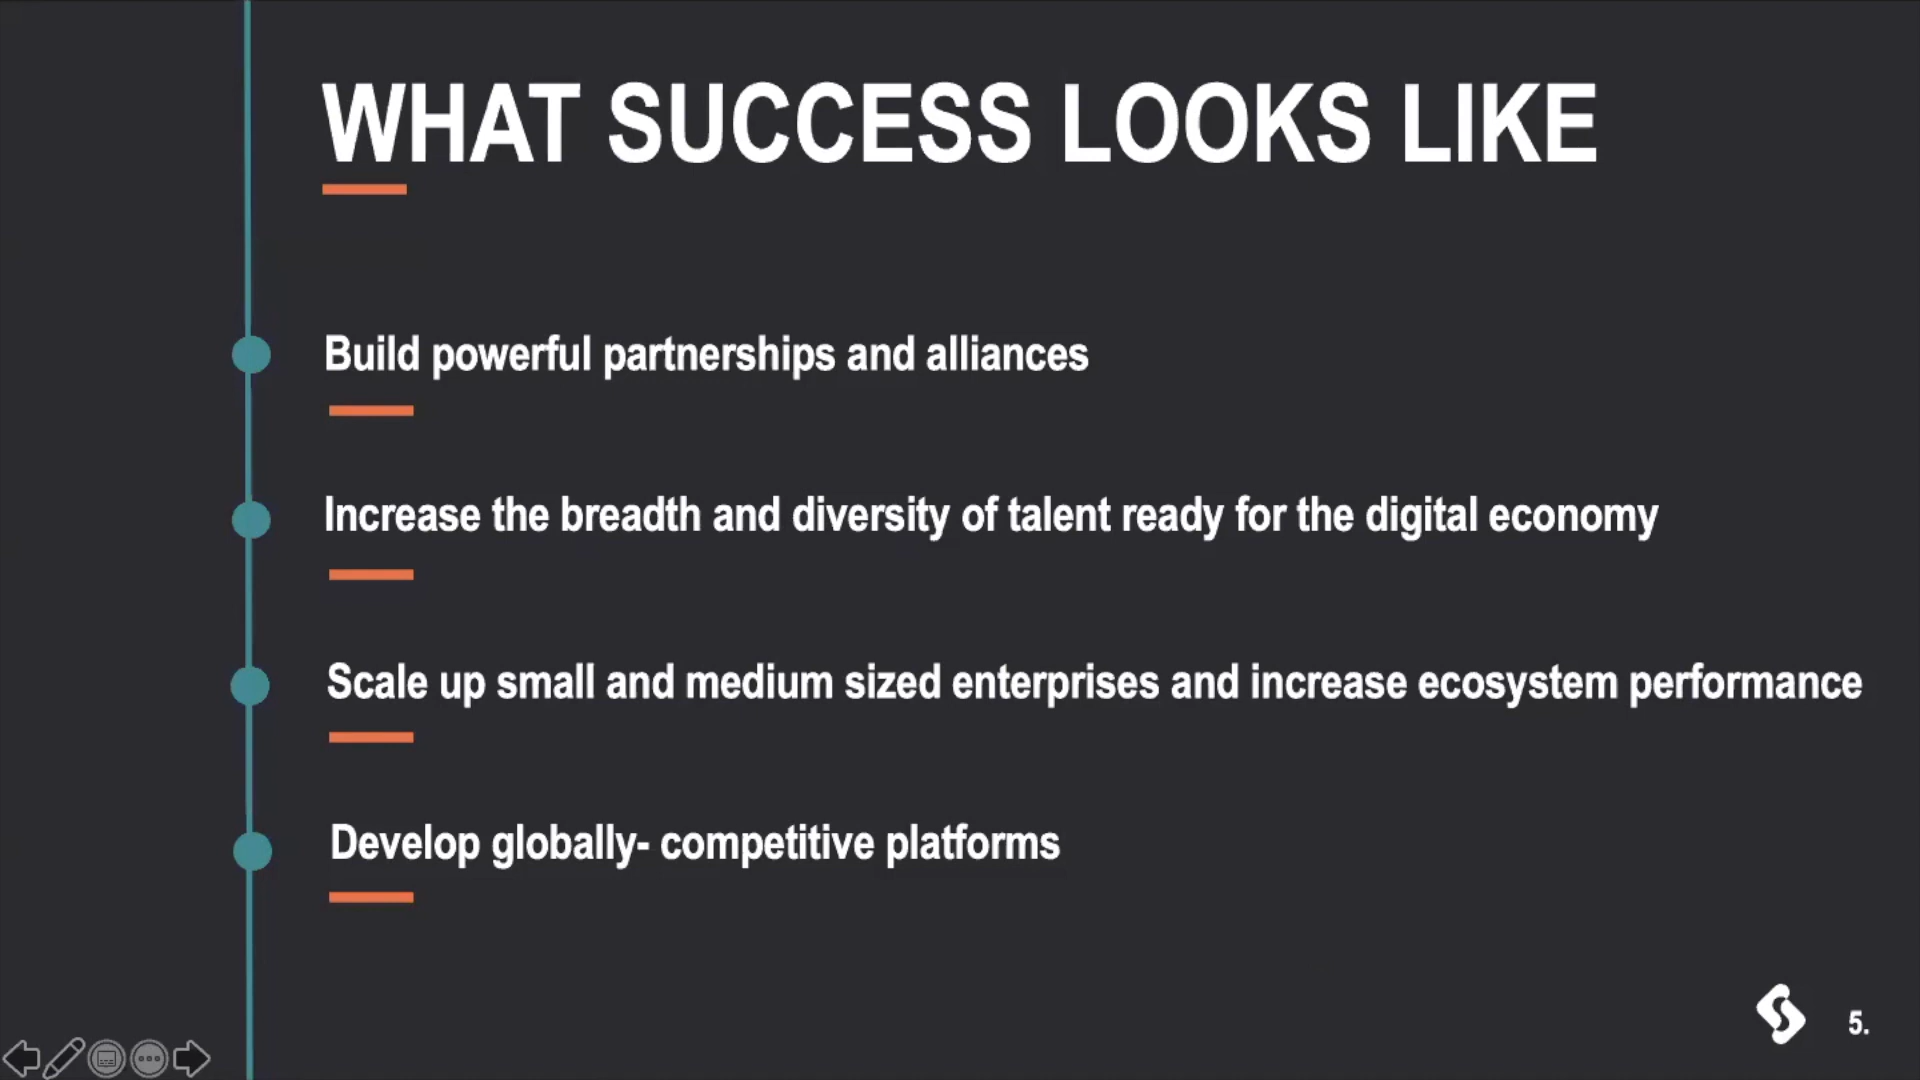 WHAT SUCCESS LOOKS LIKE
Build powerful partnerships and alliances
Increase the breadth and diversity of talent ready for the digital economy
Scale up small and medium sized enterprises and increase ecosystem performance
Develop globally- competitive platforms
5.